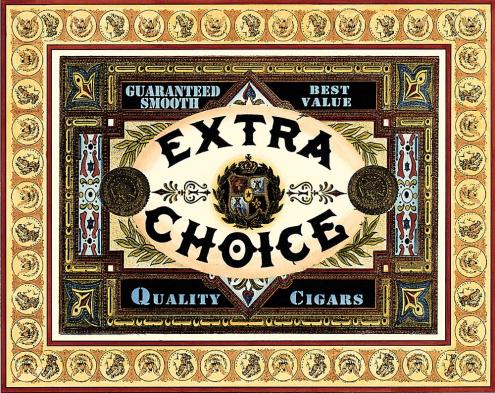 GUARANTEED SMOOTH
BEST VALUE
EXTRA
CHOICE
QUALITY CIGARS